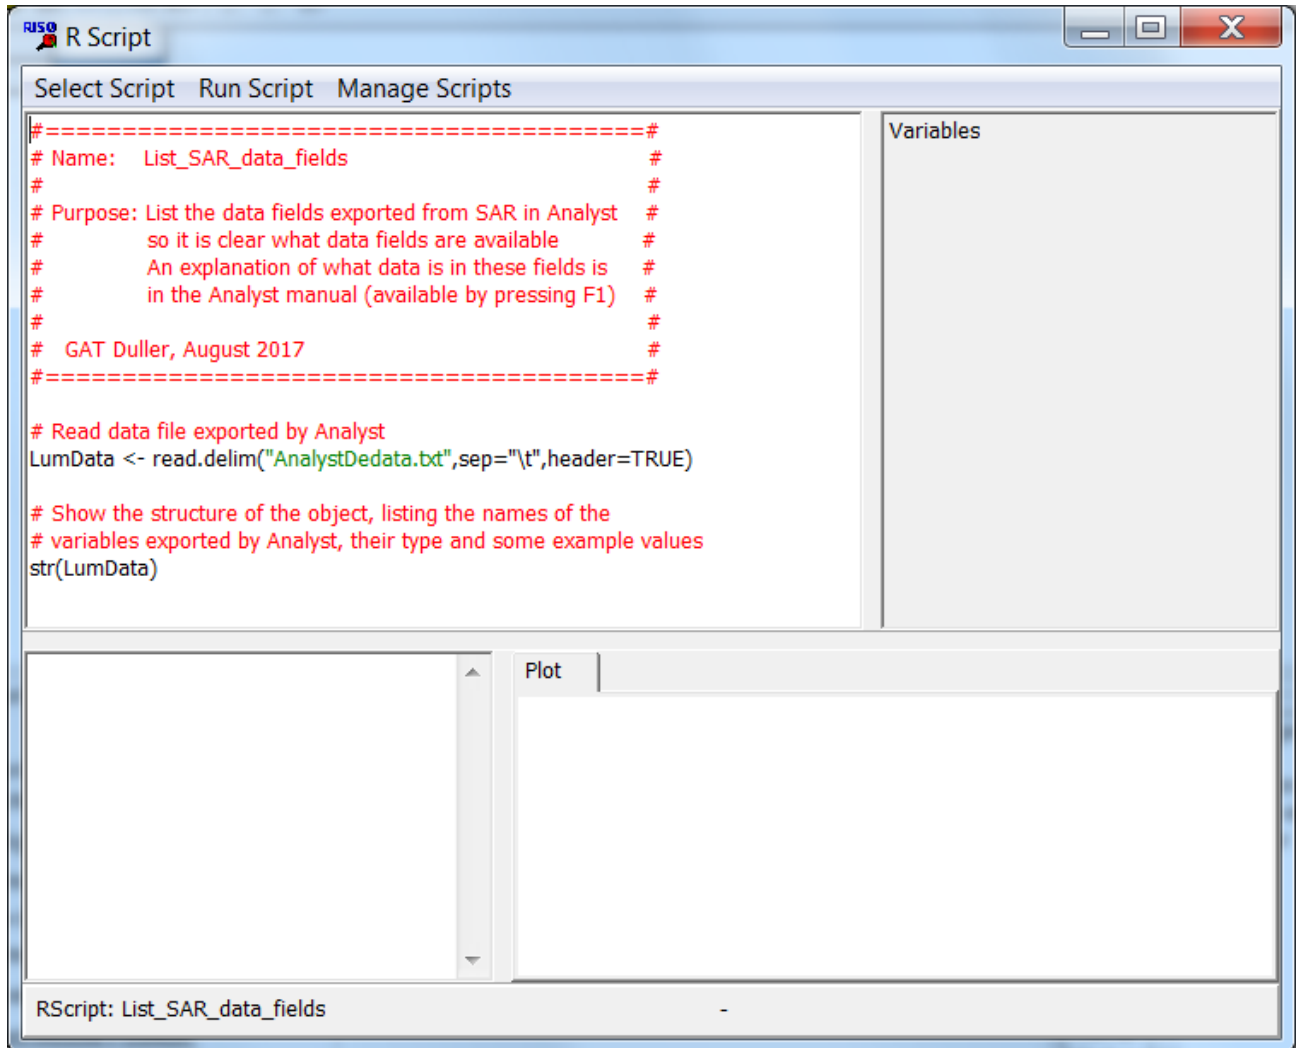 RISO
R Script
Select Script Run Script Manage Scripts
#=======================================#
# Name: List_SAR_data_fields #
# #
# Purpose: List the data fields exported from SAR in Analyst #
# so it is clear what data fields are available #
# An explanation of what data is in these fields is #
# in the Analyst manual (available by pressing F1) #
# #
# GAT Duller, August 2017 #
#=======================================#
# Read data file exported by Analyst
LumData <- read.delim("AnalystDedata.txt",sep="\t",header=TRUE)
# Show the structure of the object, listing the names of the
# variables exported by Analyst, their type and some example values
str(LumData)
Variables
Plot
RScript: List_SAR_data_fields -